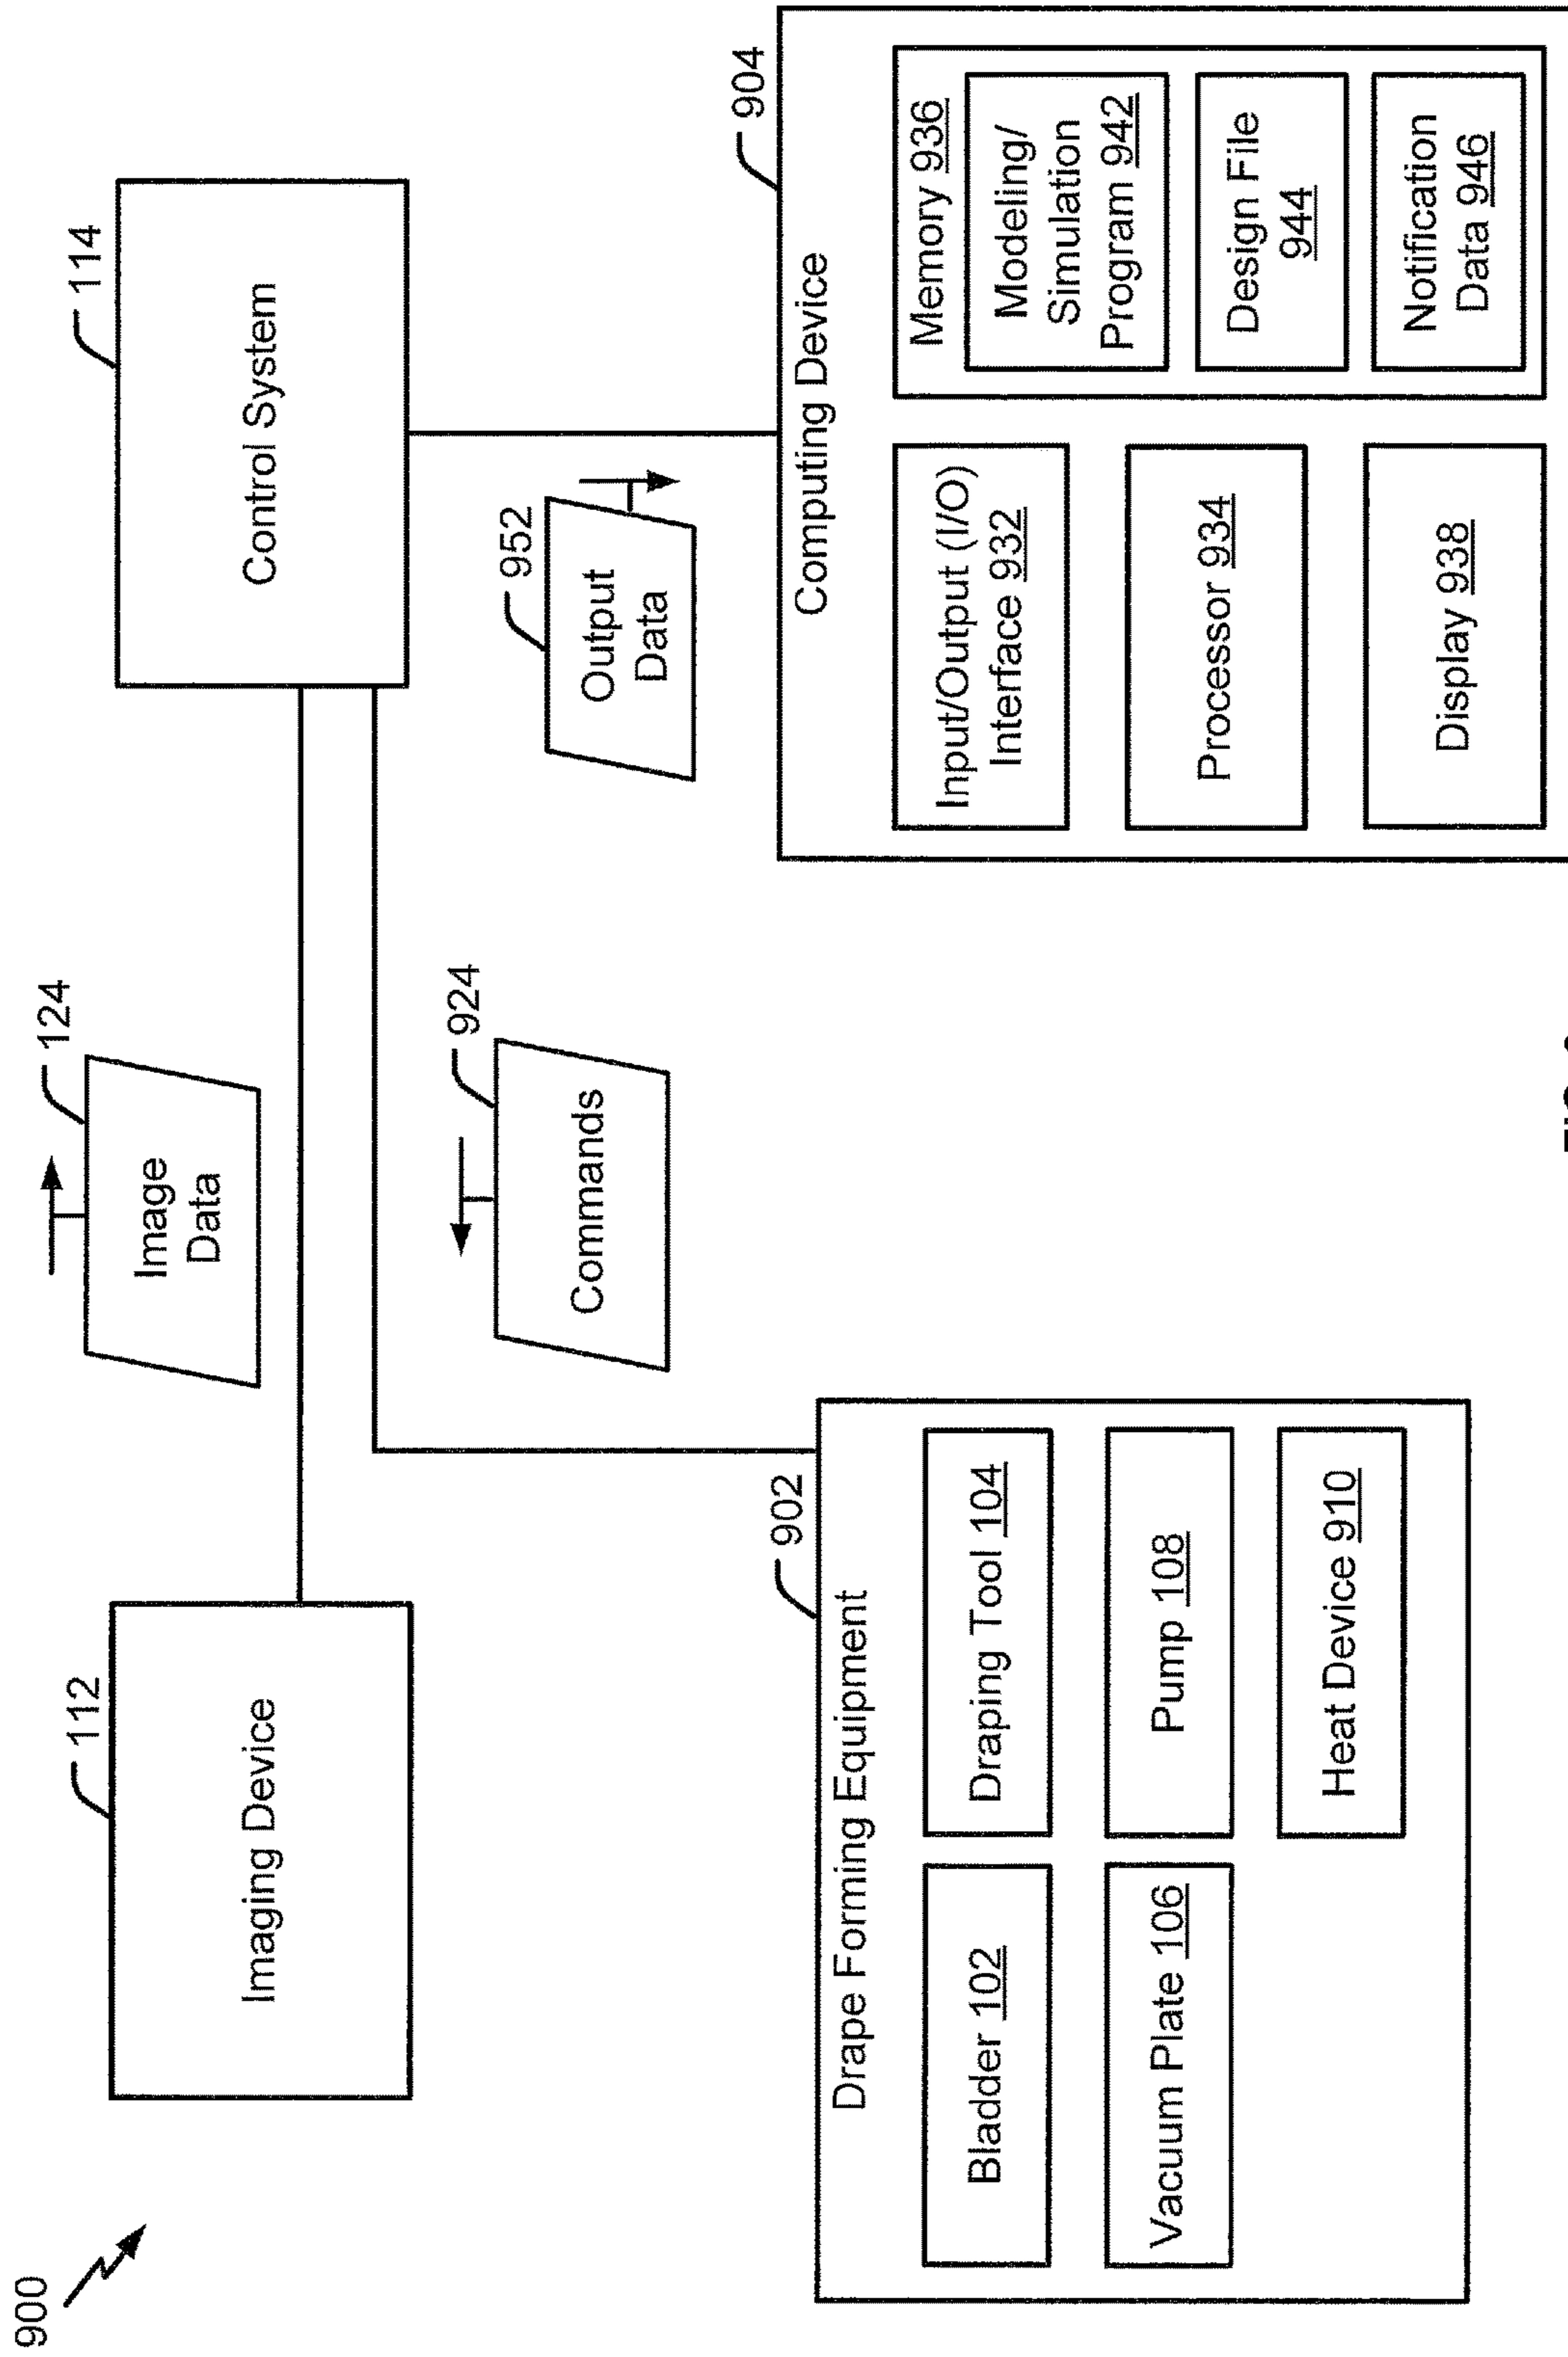 900
112
Imaging Device
124
Image
Data
114
Control System
924
Commands
952
Output
Data
902
Drape Forming Equipment
Bladder 102
Draping Tool 104
Vacuum Plate 106
Pump 108
Heat Device 910
904
Computing Device
Input/Output (I/O)
Interface 932
Processor 934
Display 938
Memory 936
Modeling/
Simulation
Program 942
Design File
944
Notification
Data 946